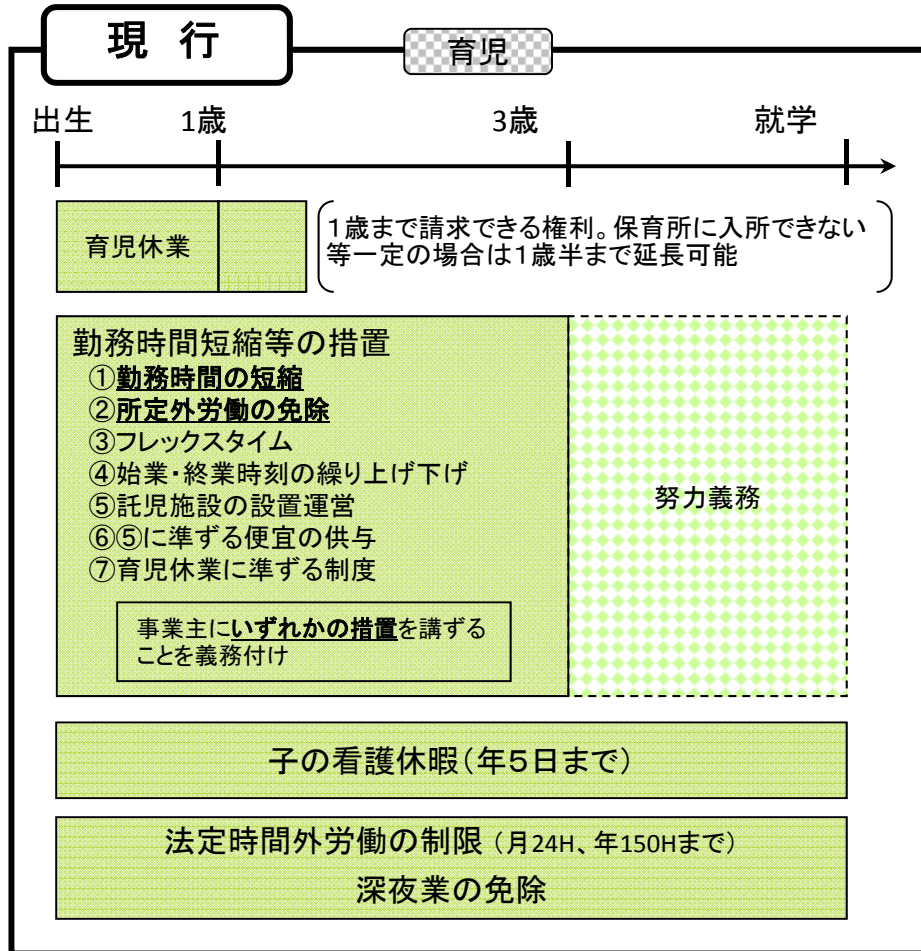 現 行
育児
出生 1歳 3歳 就学
育児休業
1歳まで請求できる権利。保育所に入所できない
等一定の場合は1歳半まで延長可能
勤務時間短縮等の措置
①勤務時間の短縮
②所定外労働の免除
③フレックスタイム
④始業・終業時刻の繰り上げ下げ
⑤託児施設の設置運営
⑥⑤に準ずる便宜の供与
⑦育児休業に準ずる制度
事業主にいずれかの措置を講ずる
ことを義務付け
努力義務
子の看護休暇(年5日まで)
法定時間外労働の制限(月24H、年150Hまで)
深夜業の免除